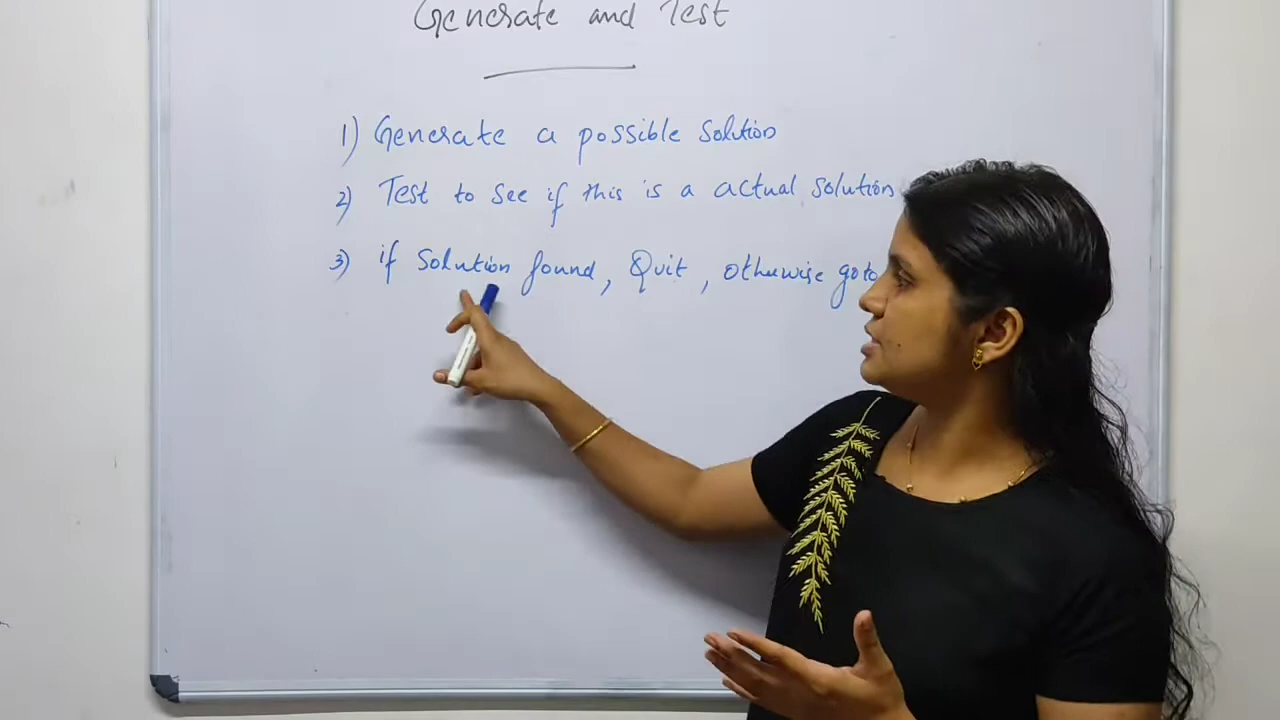 Generate and Test
1) Generate a possible Solution
2) Test to see if this is a actual solution
3) if Solution found, Quit, otherwise goto